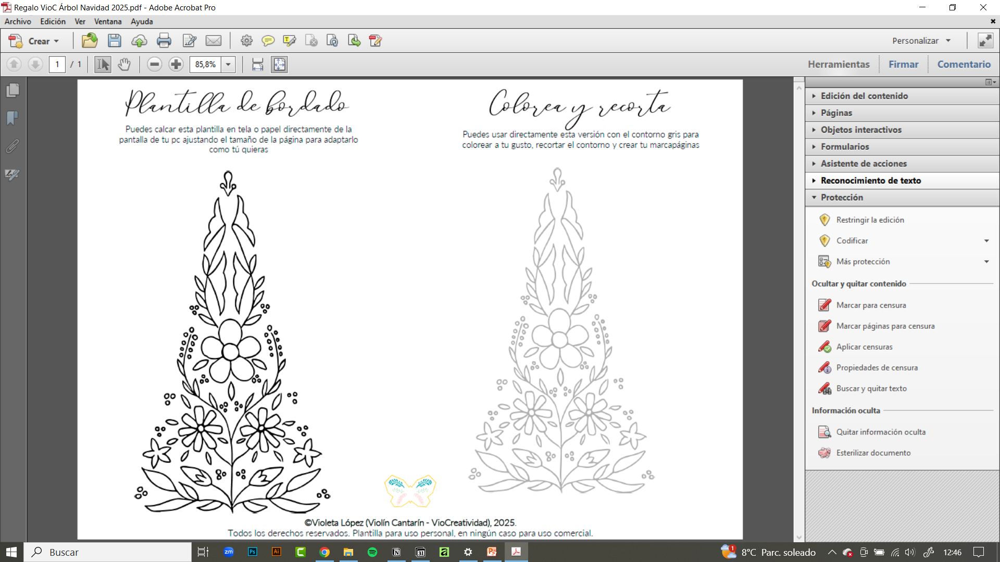 Regalo VioC Árbol Navidad 2025.pdf - Adobe Acrobat Pro
Archivo Edición Ver Ventana Ayuda
Crear
Personalizar
1 / 1
85,8%
Herramientas Firmar Comentario
Plantilla de bordado
Puedes calcar esta plantilla en tela o papel directamente de la
pantalla de tu pc ajustando el tamaño de la página para adaptarlo
como tú quieras
Colorea y recorta
Puedes usar directamente esta versión con el contorno gris para
colorear a tu gusto, recortar el contorno y crear tu marcapáginas
©Violeta López (Violín Cantarín - VioCreatividad), 2025.
Todos los derechos reservados. Plantilla para uso personal, en ningún caso para uso comercial.
Edición del contenido
Páginas
Objetos interactivos
Formularios
Asistente de acciones
Reconocimiento de texto
Protección
Restringir la edición
Codificar
Más protección
Ocultar y quitar contenido
Marcar para censura
Marcar páginas para censura
Aplicar censuras
Propiedades de censura
Buscar y quitar texto
Información oculta
Quitar información oculta
Esterilizar documento
Buscar
zm
Ps
Ai
31
1
8°C Parc. soleado
12:46